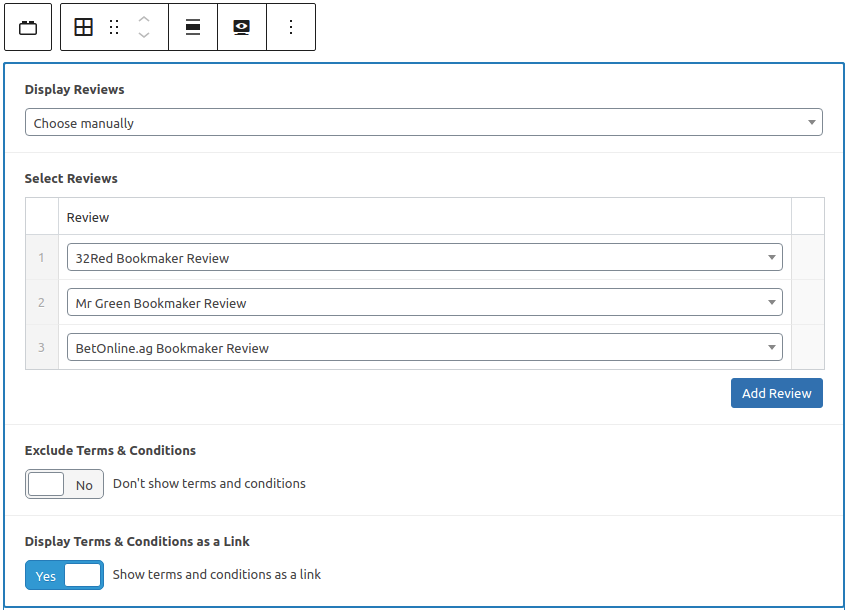 Display Reviews
Choose manually
Select Reviews
Review
1 32Red Bookmaker Review
2 Mr Green Bookmaker Review
3 BetOnline.ag Bookmaker Review
Add Review
Exclude Terms & Conditions
No Don't show terms and conditions
Display Terms & Conditions as a Link
Yes Show terms and conditions as a link